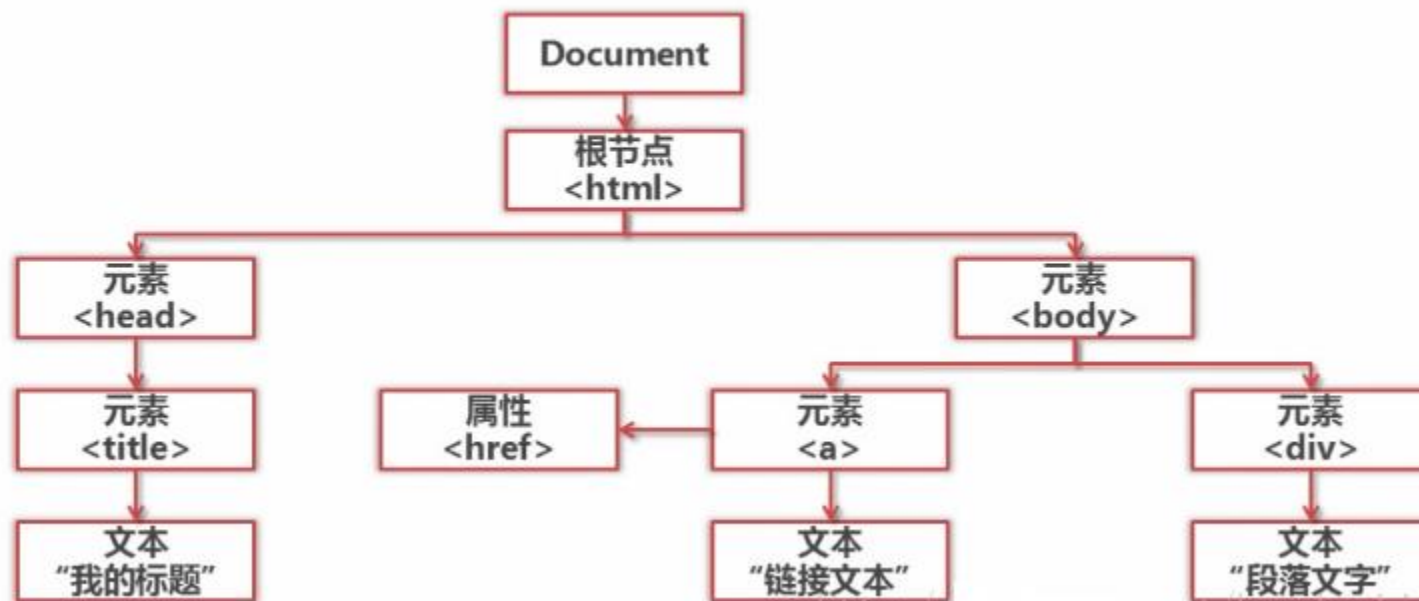 Document
根节点
<html>
元素
<head>
元素
<body>
元素
<title>
属性
<href>
元素
<a>
元素
<div>
文本
“我的标题”
文本
“链接文本”
文本
“段落文字”